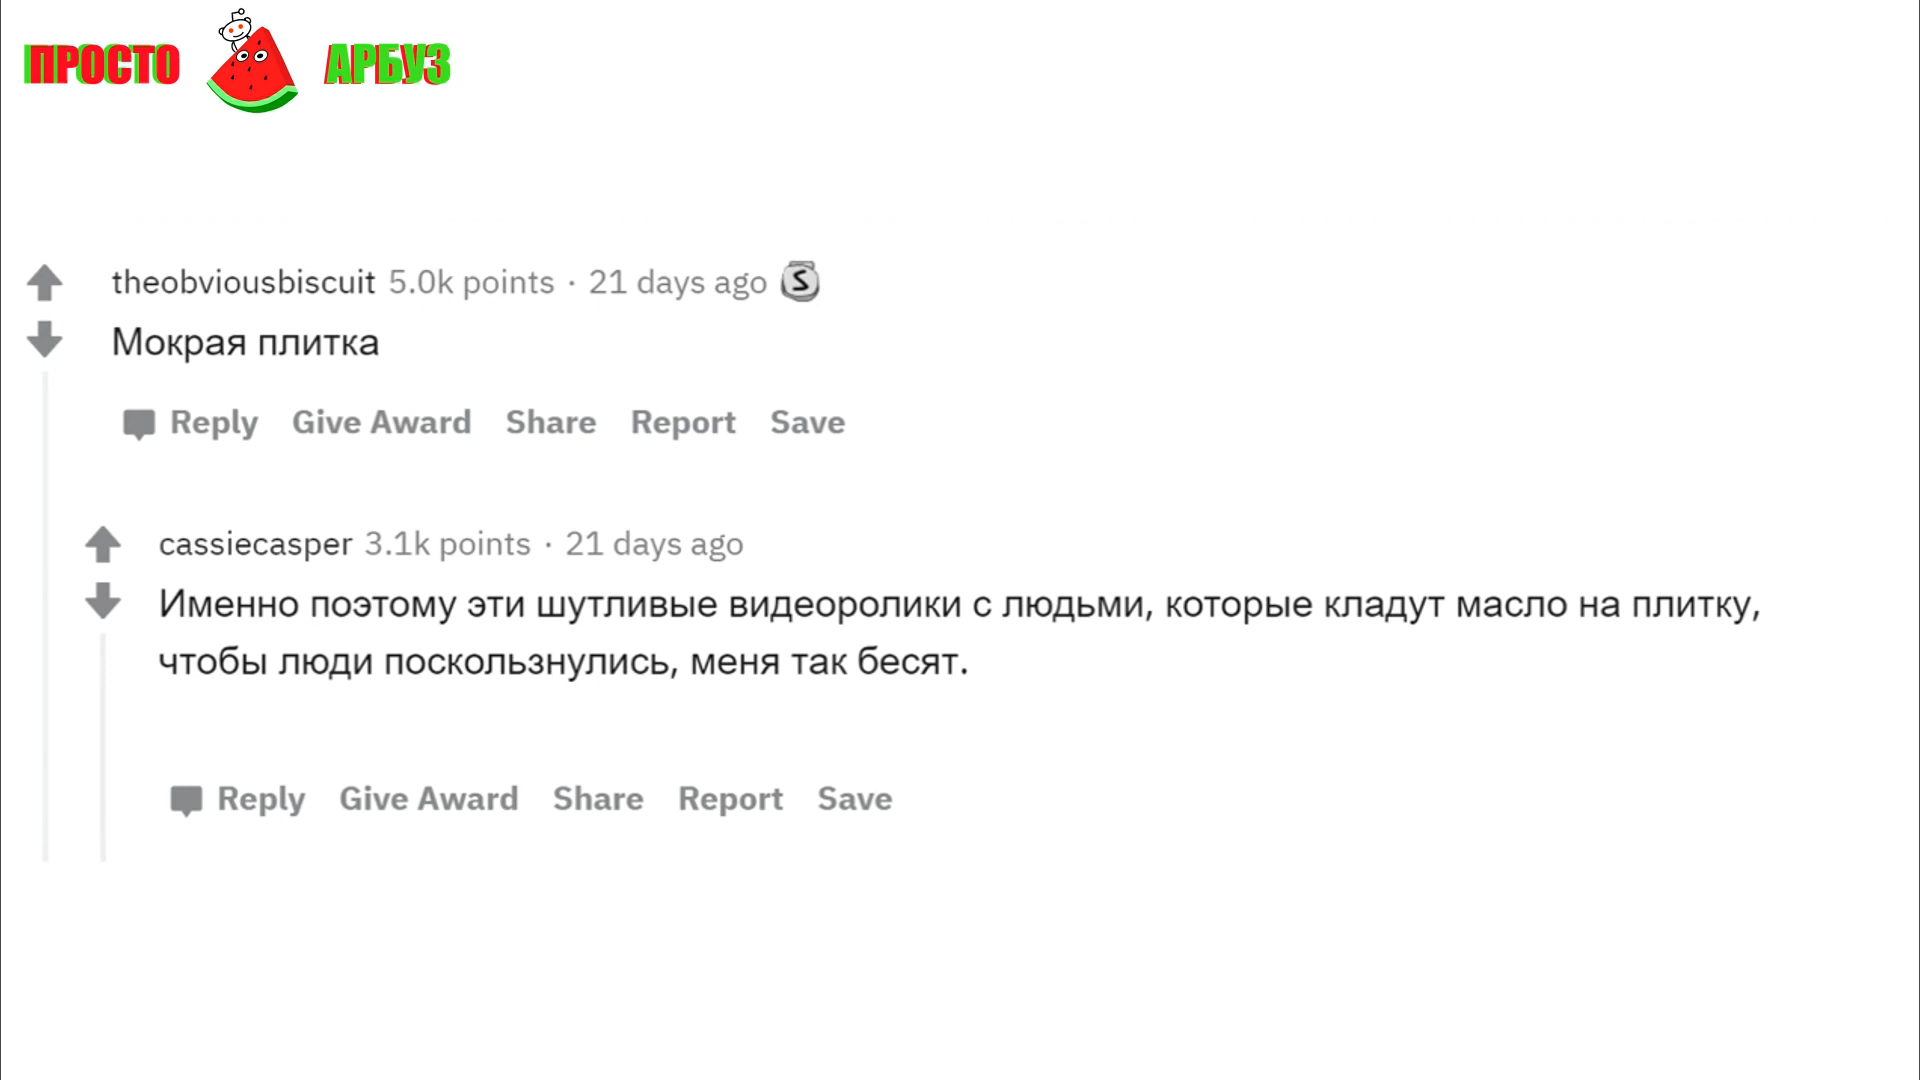 ПРОСТО АРБУЗ
theobviousbiscuit 5.0k points · 21 days ago S
Мокрая плитка
Reply Give Award Share Report Save
cassiecasper 3.1k points · 21 days ago
Именно поэтому эти шутливые видеоролики с людьми, которые кладут масло на плитку,
чтобы люди поскользнулись, меня так бесят.
Reply Give Award Share Report Save